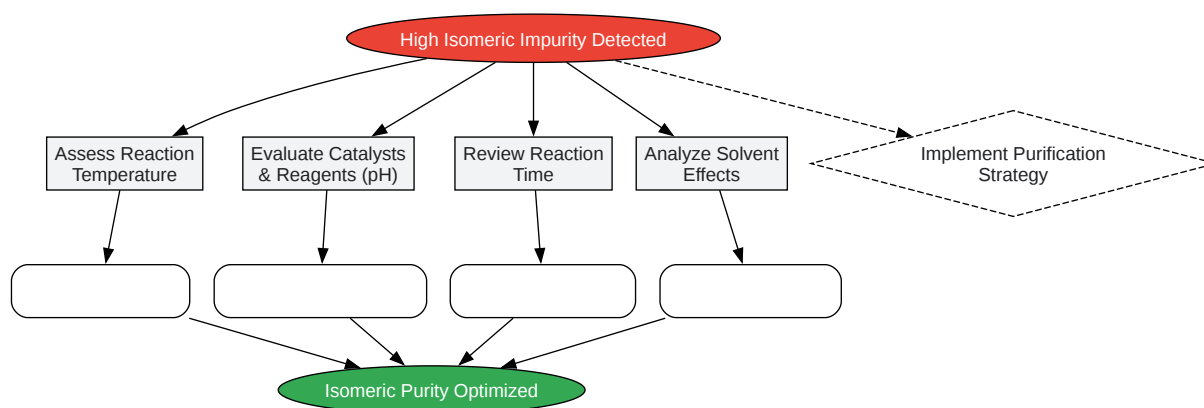 High Isomeric Impurity Detected
Assess Reaction
Temperature
Evaluate Catalysts
& Reagents (pH)
Review Reaction
Time
Analyze Solvent
Effects
Implement Purification
Strategy
Isomeric Purity Optimized